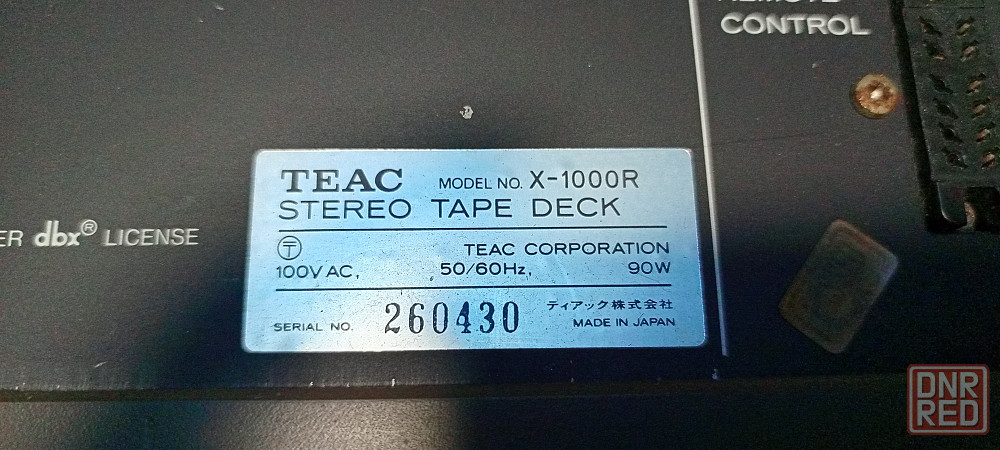 CONTROL
TEAC MODEL NO. X-1000R
STEREO TAPE DECK
dbx® LICENSE
〒 TEAC CORPORATION
100V AC, 50/60Hz, 90W
ティアック株式会社
SERIAL NO. 260430
MADE IN JAPAN
DNR
RED